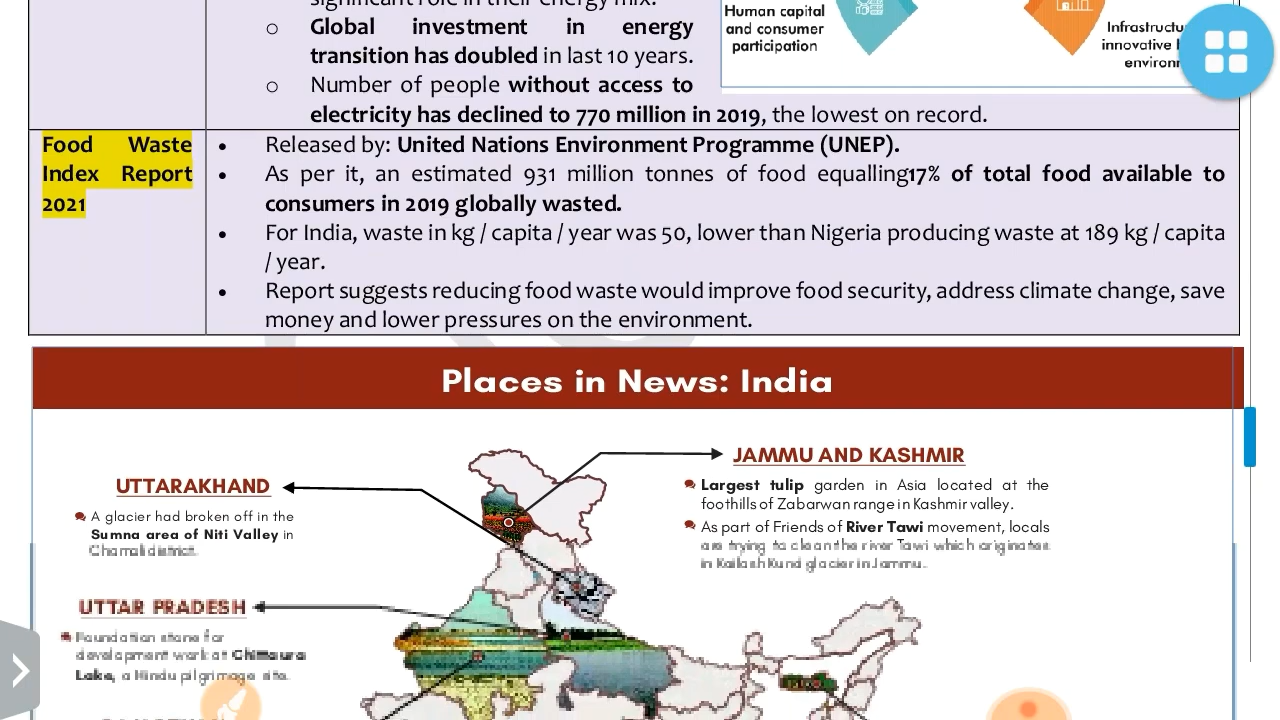 significant role in their energy mix.
o Global investment in energy
transition has doubled in last 10 years.
o Number of people without access to
electricity has declined to 770 million in 2019, the lowest on record.
Human capital
and consumer
participation
Infrastructu
innovative
environ
Food Waste
Index Report
2021
• Released by: United Nations Environment Programme (UNEP).
• As per it, an estimated 931 million tonnes of food equalling17% of total food available to
consumers in 2019 globally wasted.
• For India, waste in kg / capita / year was 50, lower than Nigeria producing waste at 189 kg / capita
/ year.
• Report suggests reducing food waste would improve food security, address climate change, save
money and lower pressures on the environment.
Places in News: India
JAMMU AND KASHMIR
Largest tulip garden in Asia located at the
foothills of Zabarwan range in Kashmir valley.
As part of Friends of River Tawi movement, locals
are trying to clean the river Tawi which originates
in Kailash Kund glacier in Jammu.
UTTARAKHAND
A glacier had broken off in the
Sumna area of Niti Valley in
Chamoli district.
UTTAR PRADESH
Foundation stone for
development work at Chittaura
Lake, a Hindu pilgrimage site.